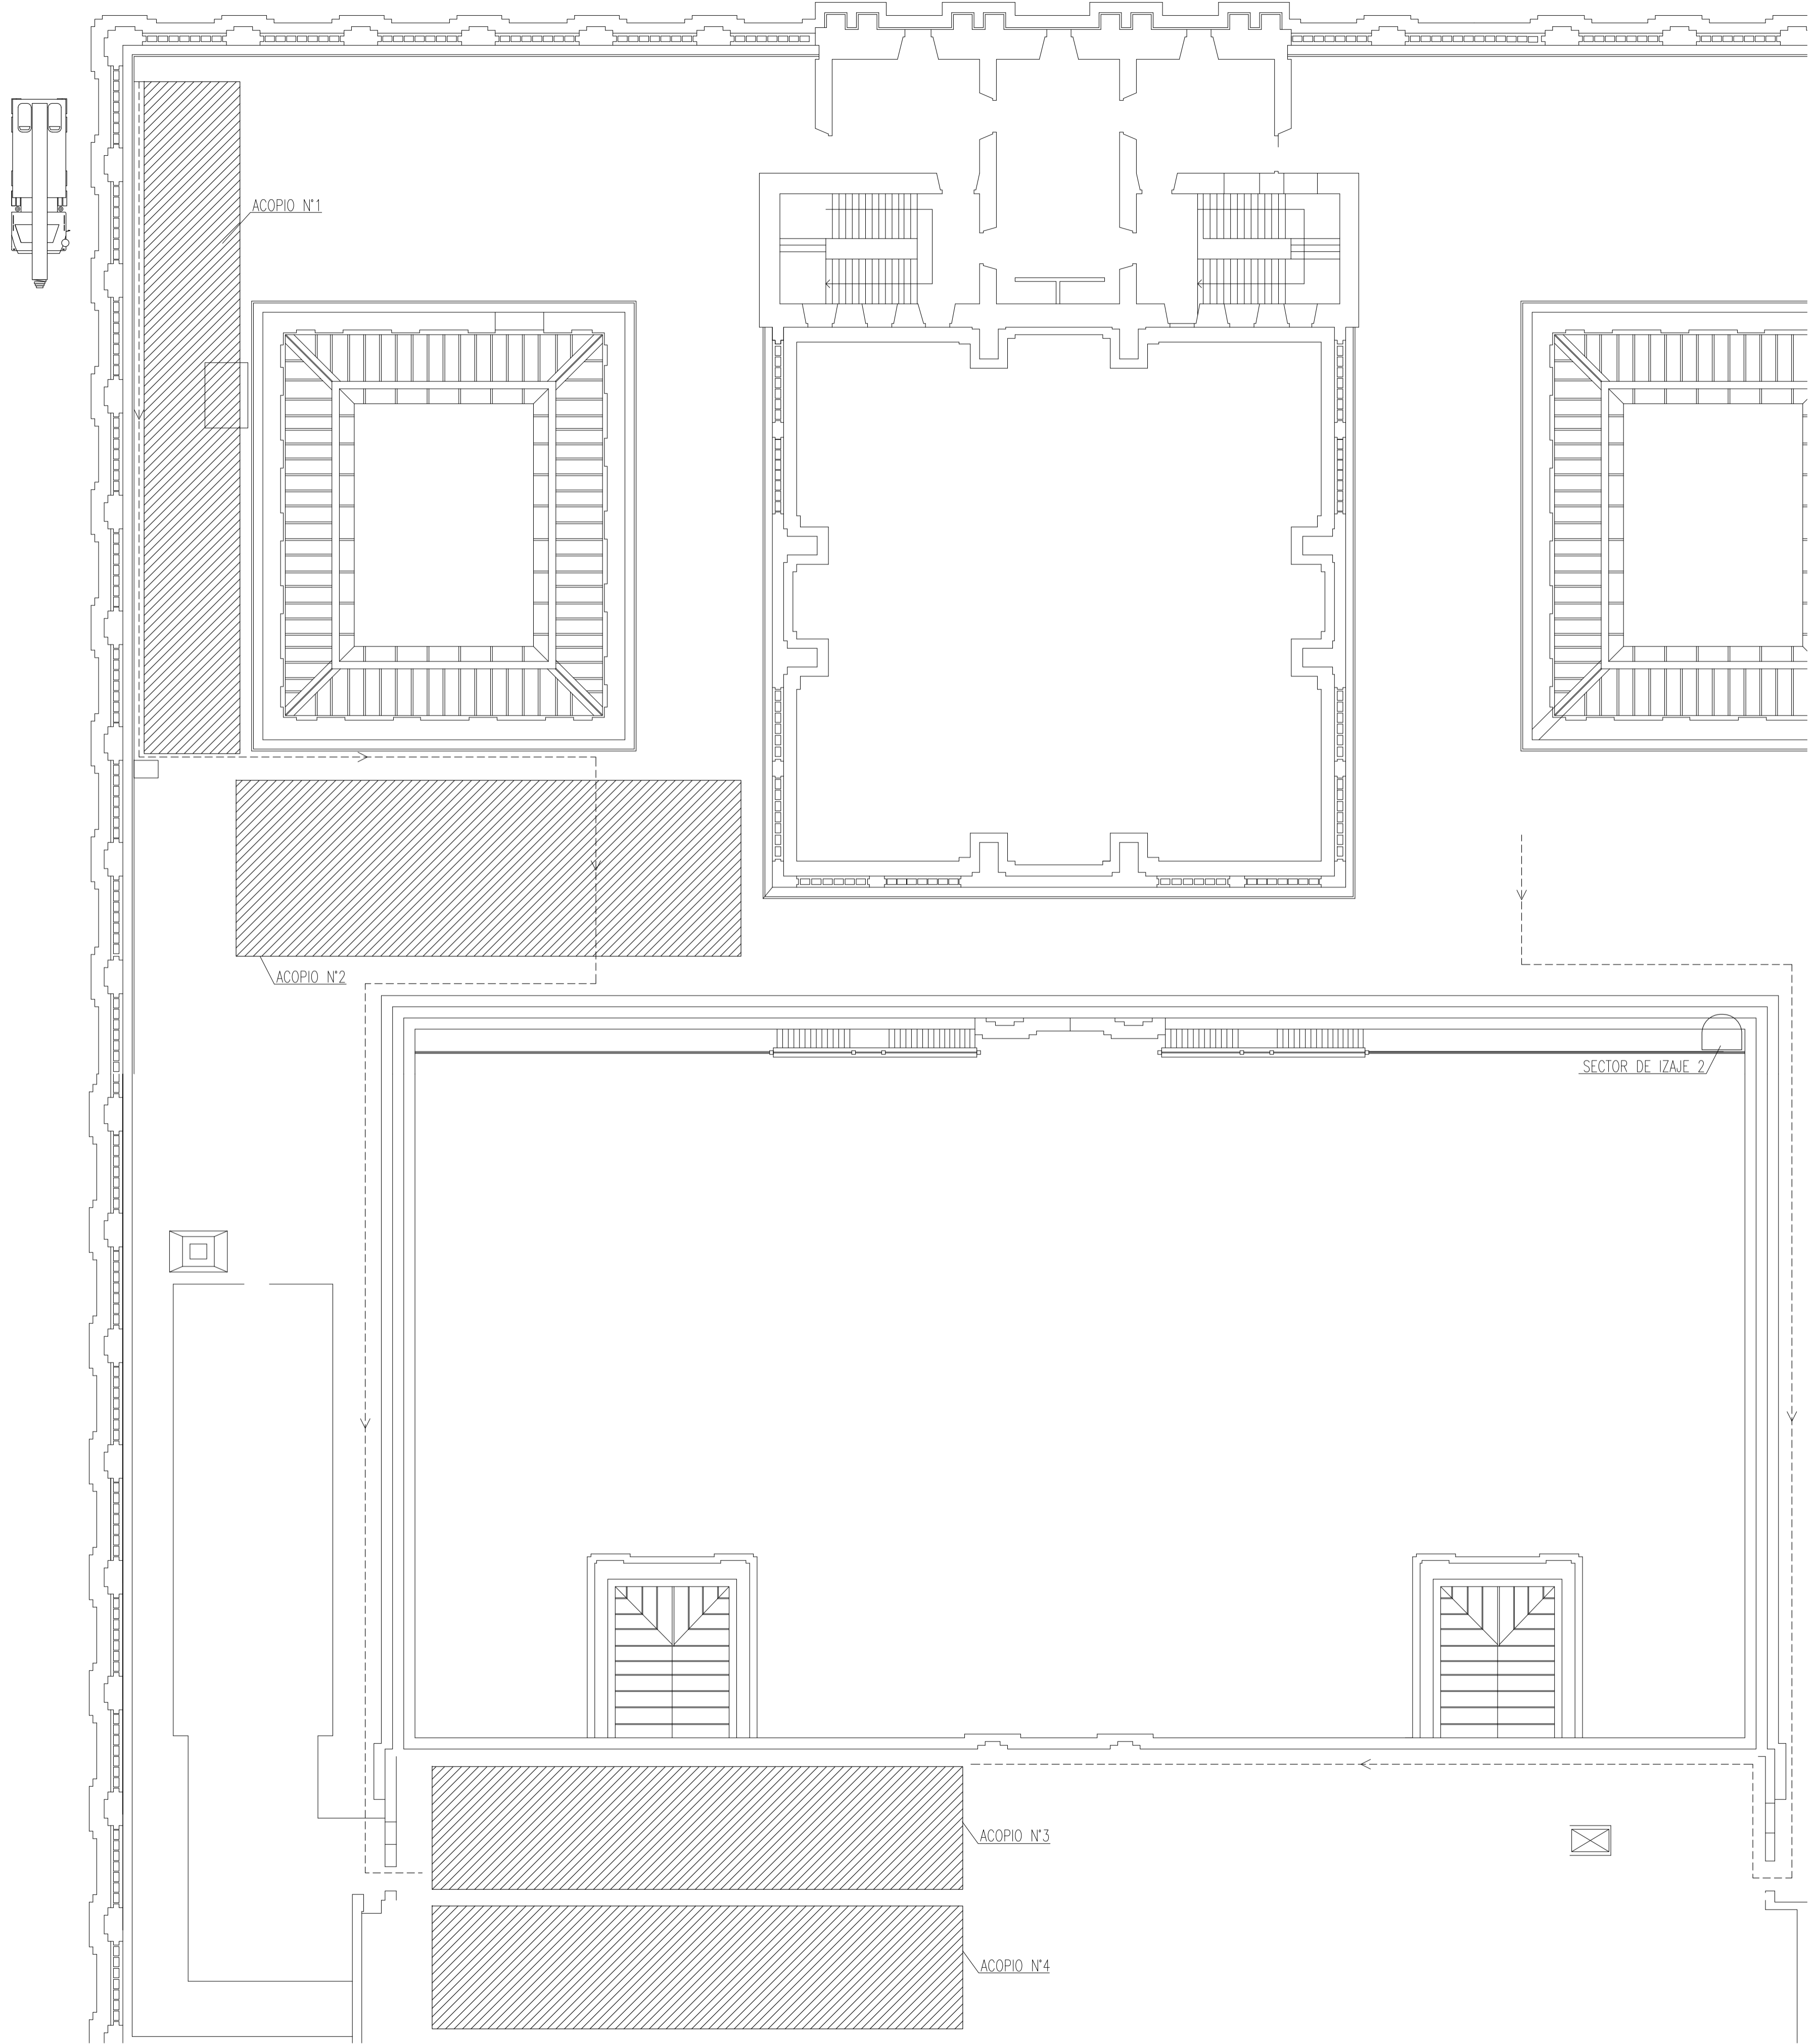 ACOPIO N°1
ACOPIO N°2
SECTOR DE IZAJE 2
ACOPIO N°3
ACOPIO N°4